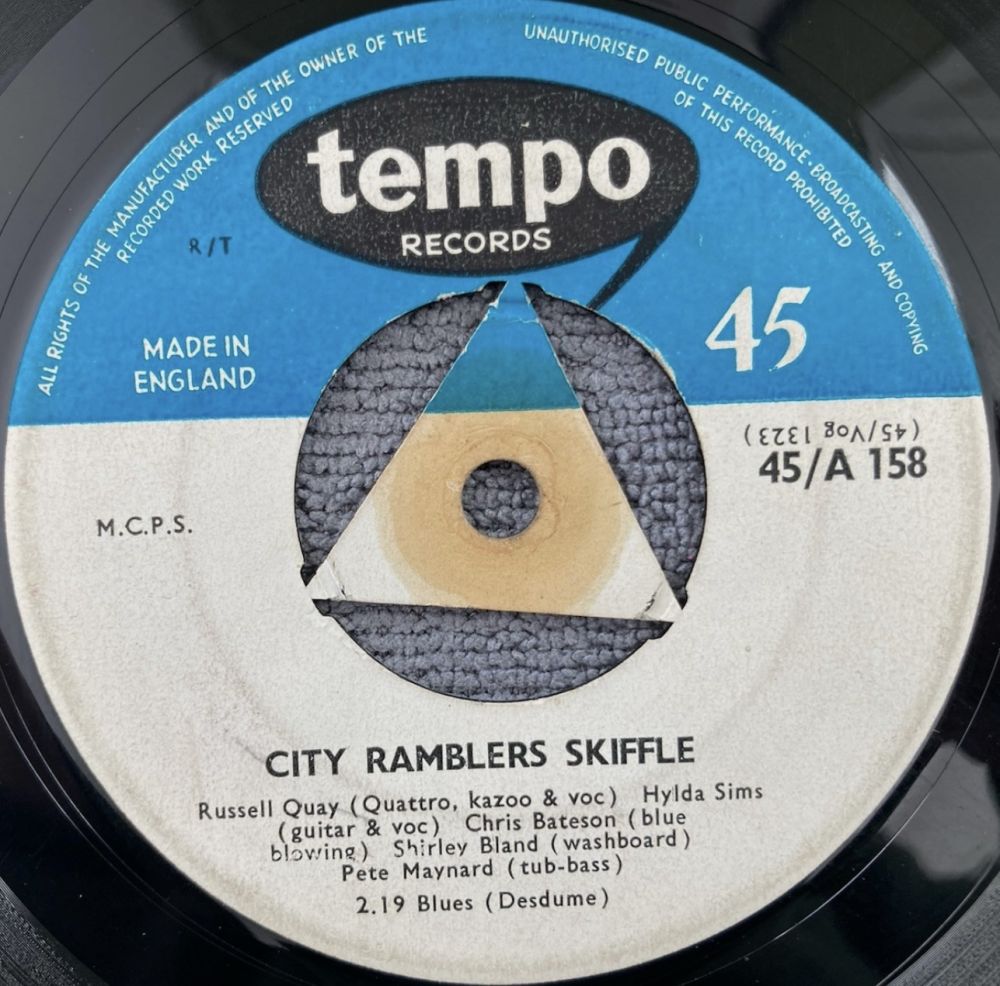 ALL RIGHTS OF THE MANUFACTURER AND OF THE OWNER OF THE
RECORDED WORK RESERVED
UNAUTHORISED PUBLIC PERFORMANCE · BROADCASTING AND COPYING
OF THIS RECORD PROHIBITED
tempo
RECORDS
R/T
45
MADE IN
ENGLAND
(45/Vog 1323)
45/A 158
M.C.P.S.
CITY RAMBLERS SKIFFLE
Russell Quay (Quattro, kazoo & voc) Hylda Sims
(guitar & voc) Chris Bateson (blue
blowing) Shirley Bland (washboard)
Pete Maynard (tub-bass)
2.19 Blues (Desdume)